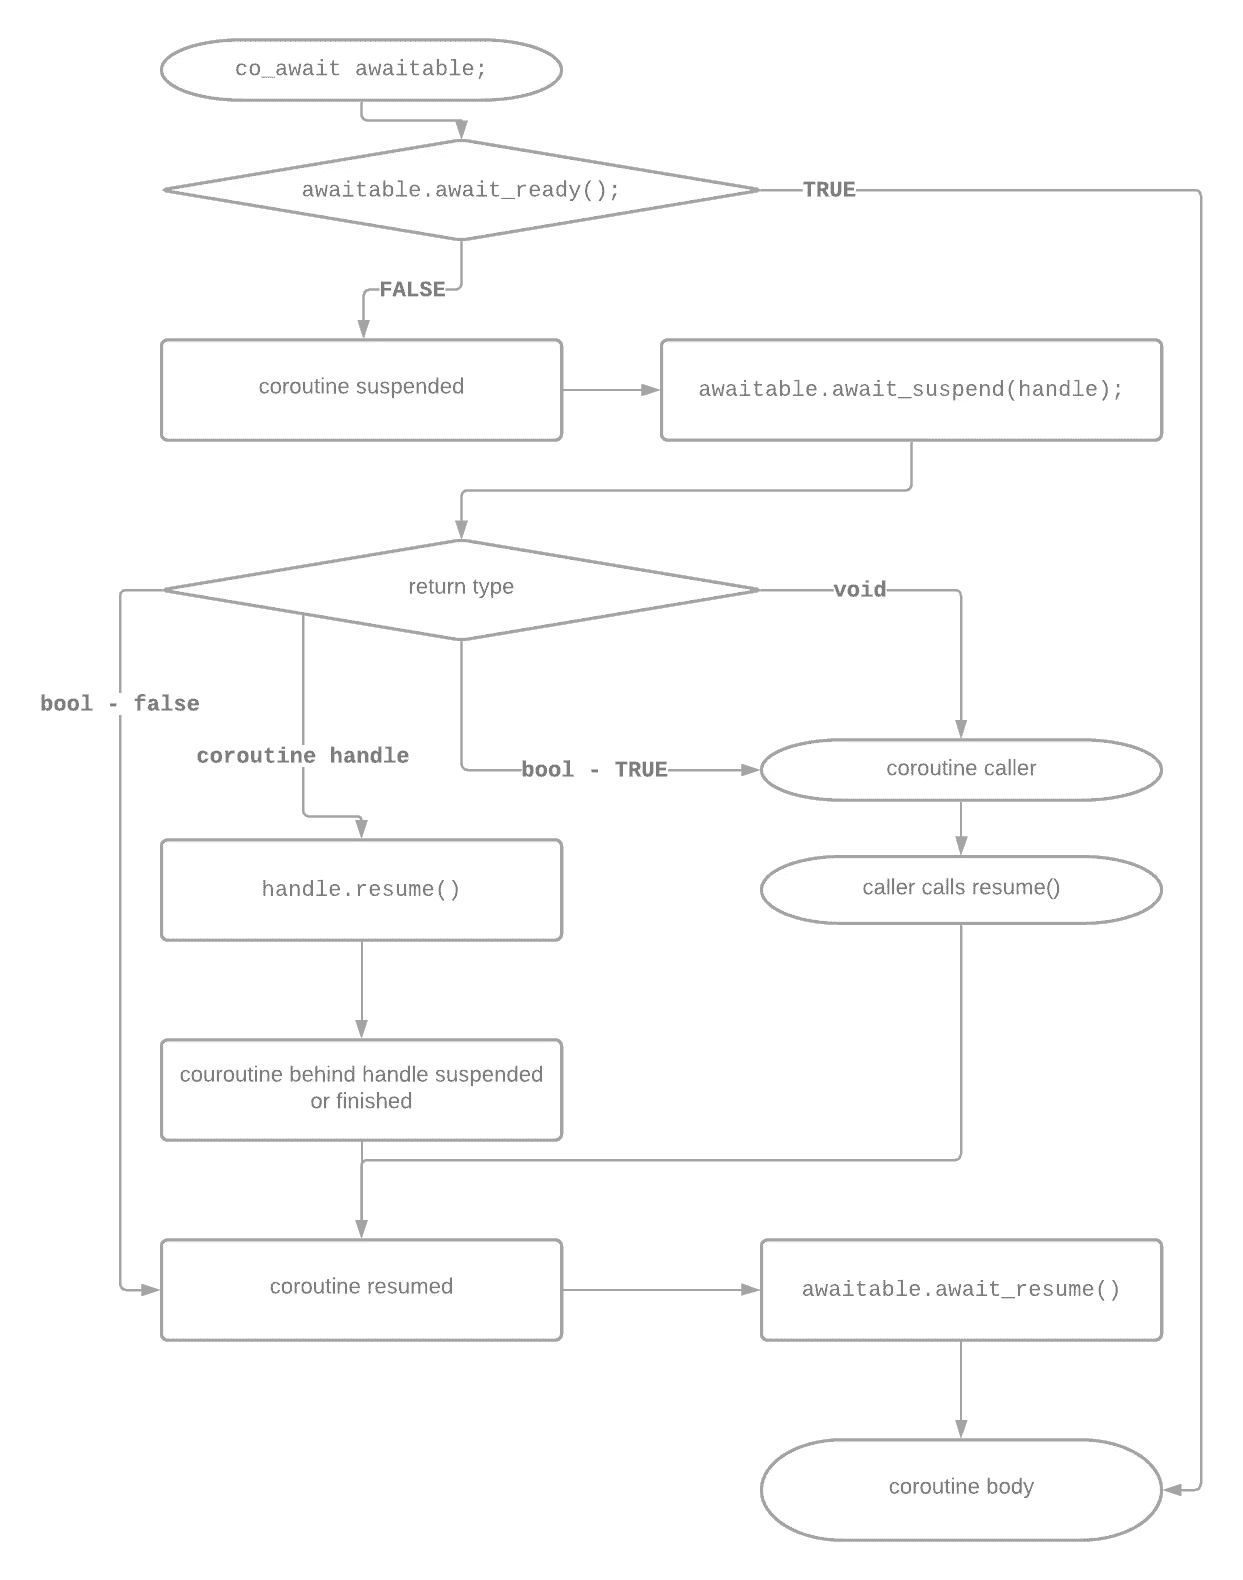 co_await awaitable;
awaitable.await_ready();
TRUE
FALSE
coroutine suspended
awaitable.await_suspend(handle);
return type
void
bool - false
coroutine handle
bool - TRUE
coroutine caller
handle.resume()
caller calls resume()
couroutine behind handle suspended
or finished
coroutine resumed
awaitable.await_resume()
coroutine body